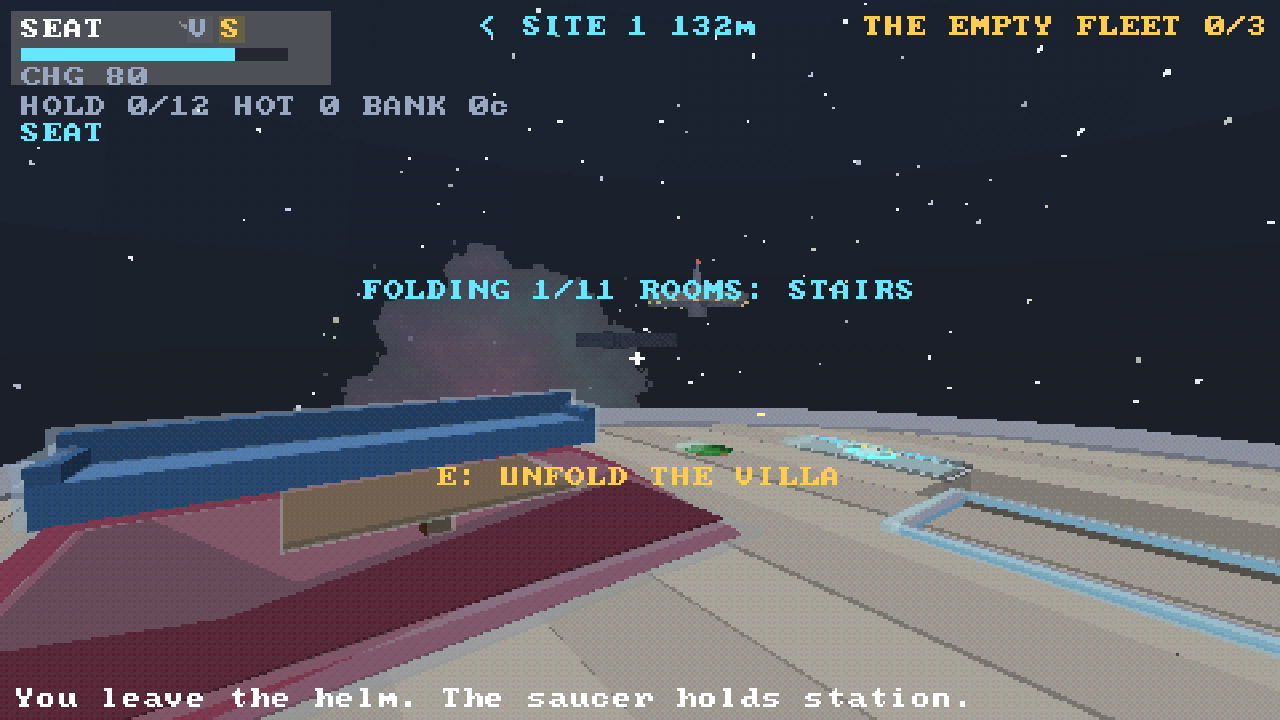 SEAT V S
< SITE 1 132m
THE EMPTY FLEET 0/3
CHG 80
HOLD 0/12 HOT 0 BANK 0c
SEAT
FOLDING 1/11 ROOMS: STAIRS
E: UNFOLD THE VILLA
You leave the helm. The saucer holds station.